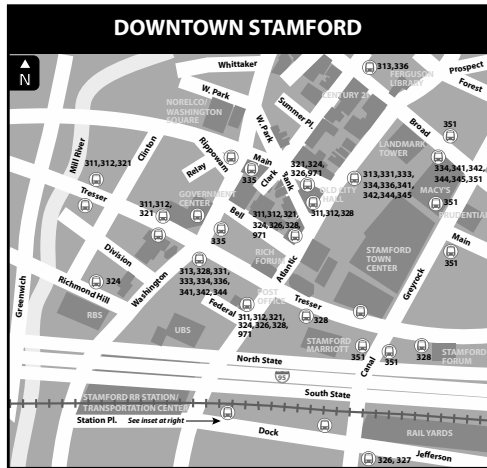 DOWNTOWN STAMFORD
N
Whittaker
313,336
FERGUSON
LIBRARY
Prospect
Forest
W. Park
CENTURY 21
NORELCO/
WASHINGTON
SQUARE
Summer Pl.
W. Park
Broad
351
Mill River
Clinton
Rippowam
Main
LANDMARK
TOWER
311,312,321
Relay
335
Clark
Park
321,324,
326,971
313,331,333,
334,336,341,
342,344,345
334,341,342,
344,345,351
Tresser
GOVERNMENT
CENTER
OLD CITY
HALL
MACY'S
351
311,312,
321
Bell
311,312,321,
324,326,328,
971
311,312,328
PRUDENTIAL
335
Main
Division
RICH
FORUM
STAMFORD
TOWN
CENTER
351
Greenwich
Richmond Hill
324
Washington
313,328,331,
333,334,336,
341,342,344
Atlantic
Greyrock
POST
OFFICE
RBS
Federal
Tresser
311,312,321,
324,326,328,
971
328
UBS
STAMFORD
MARRIOTT
351
Canal
351
328
STAMFORD
FORUM
North State
95
South State
STAMFORD RR STATION/
TRANSPORTATION CENTER
Station Pl.
See inset at right
Dock
RAIL YARDS
Jefferson
326, 327